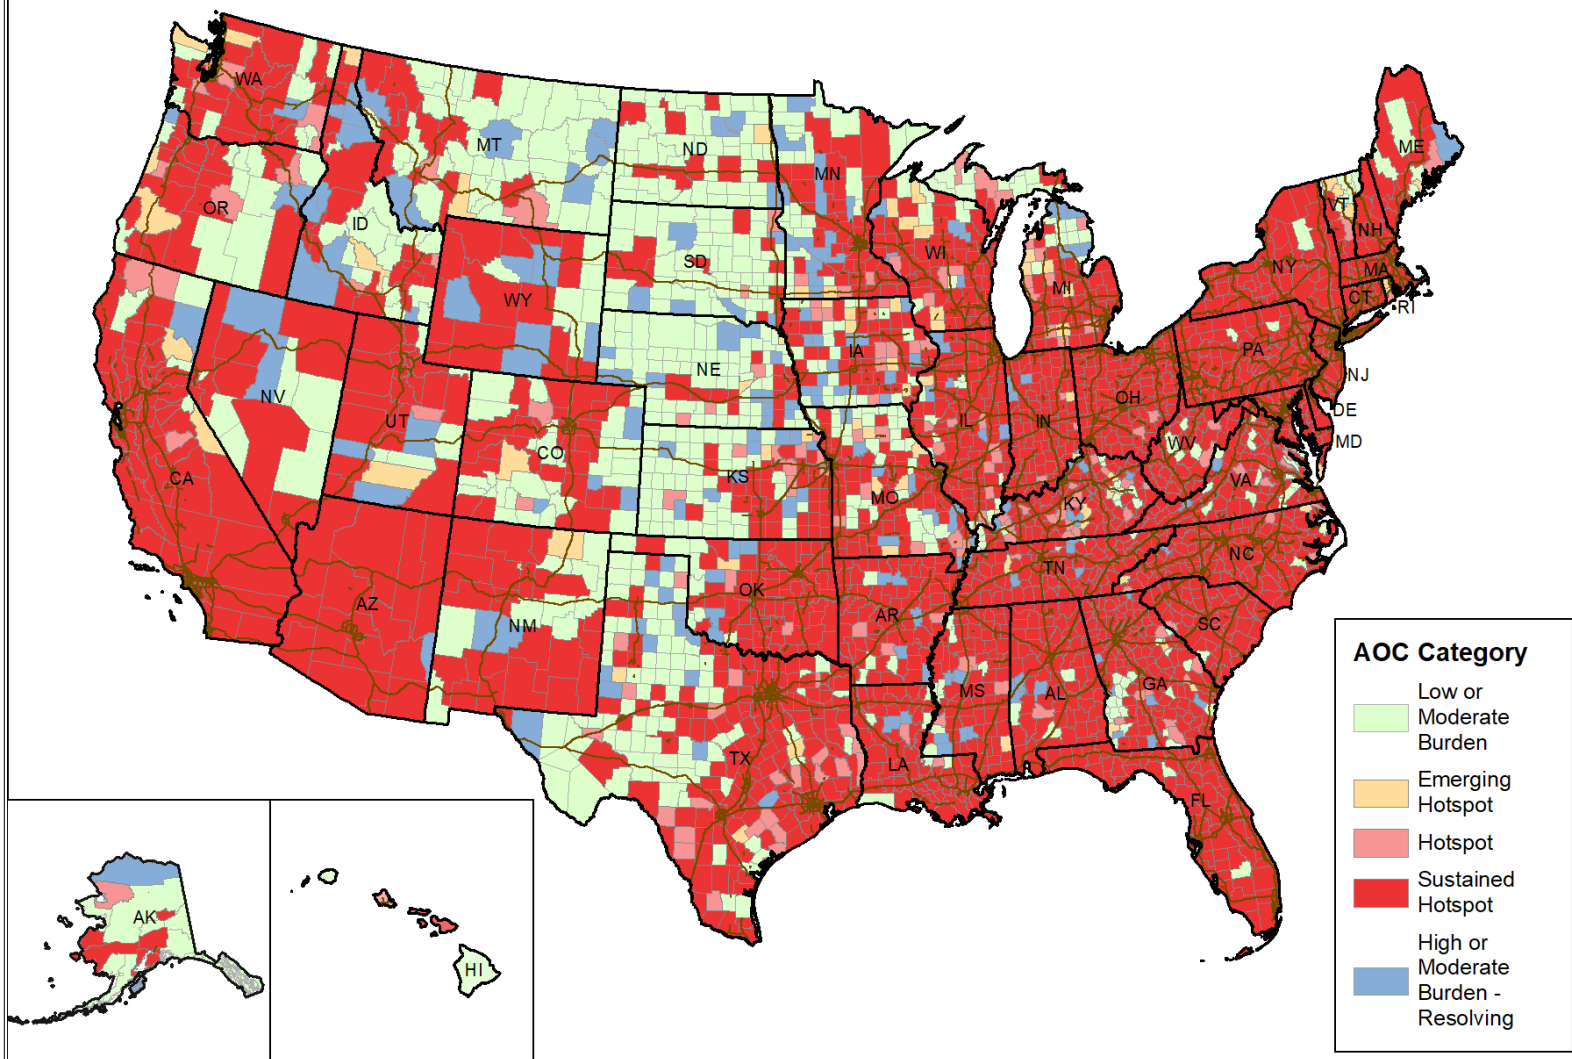 WA
MT
ND
MN
ME
OR
ID
SD
WI
VT
NH
NY
MA
WY
MI
CT
RI
IA
PA
NE
NJ
NV
UT
CO
IL
IN
OH
DE
MD
WV
CA
KS
MO
KY
VA
NC
TN
AZ
OK
AR
NM
SC
MS
AL
GA
TX
LA
FL
AK
HI
AOC Category
Low or
Moderate
Burden
Emerging
Hotspot
Hotspot
Sustained
Hotspot
High or
Moderate
Burden -
Resolving